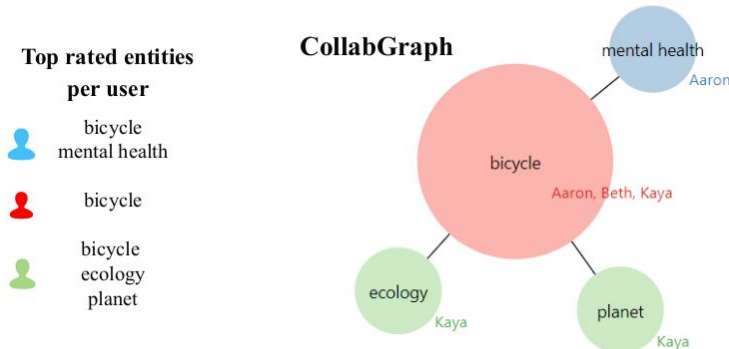 Top rated entities
per user
bicycle
mental health
bicycle
bicycle
ecology
planet
CollabGraph
mental health
Aaron
bicycle
Aaron, Beth, Kaya
ecology
Kaya
planet
Kaya